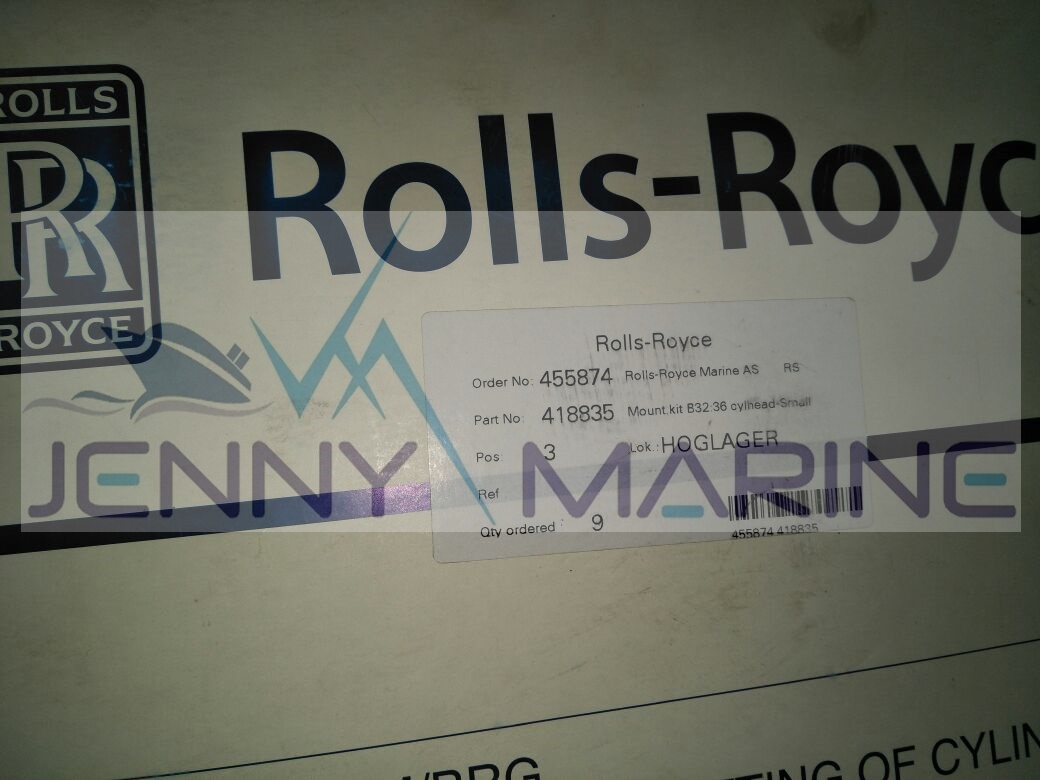 ROLLS
ROYCE
Rolls-Royc
Rolls-Royce
Order No: 455874 Rolls-Royce Marine AS RS
Part No: 418835 Mount.kit B32:36 cylhead-Small
Pos 3 Lok.: HOGLAGER
Ref
Qty ordered : 9
455874 418835
JENNY MARINE
/BRG
TING OF CYLIN